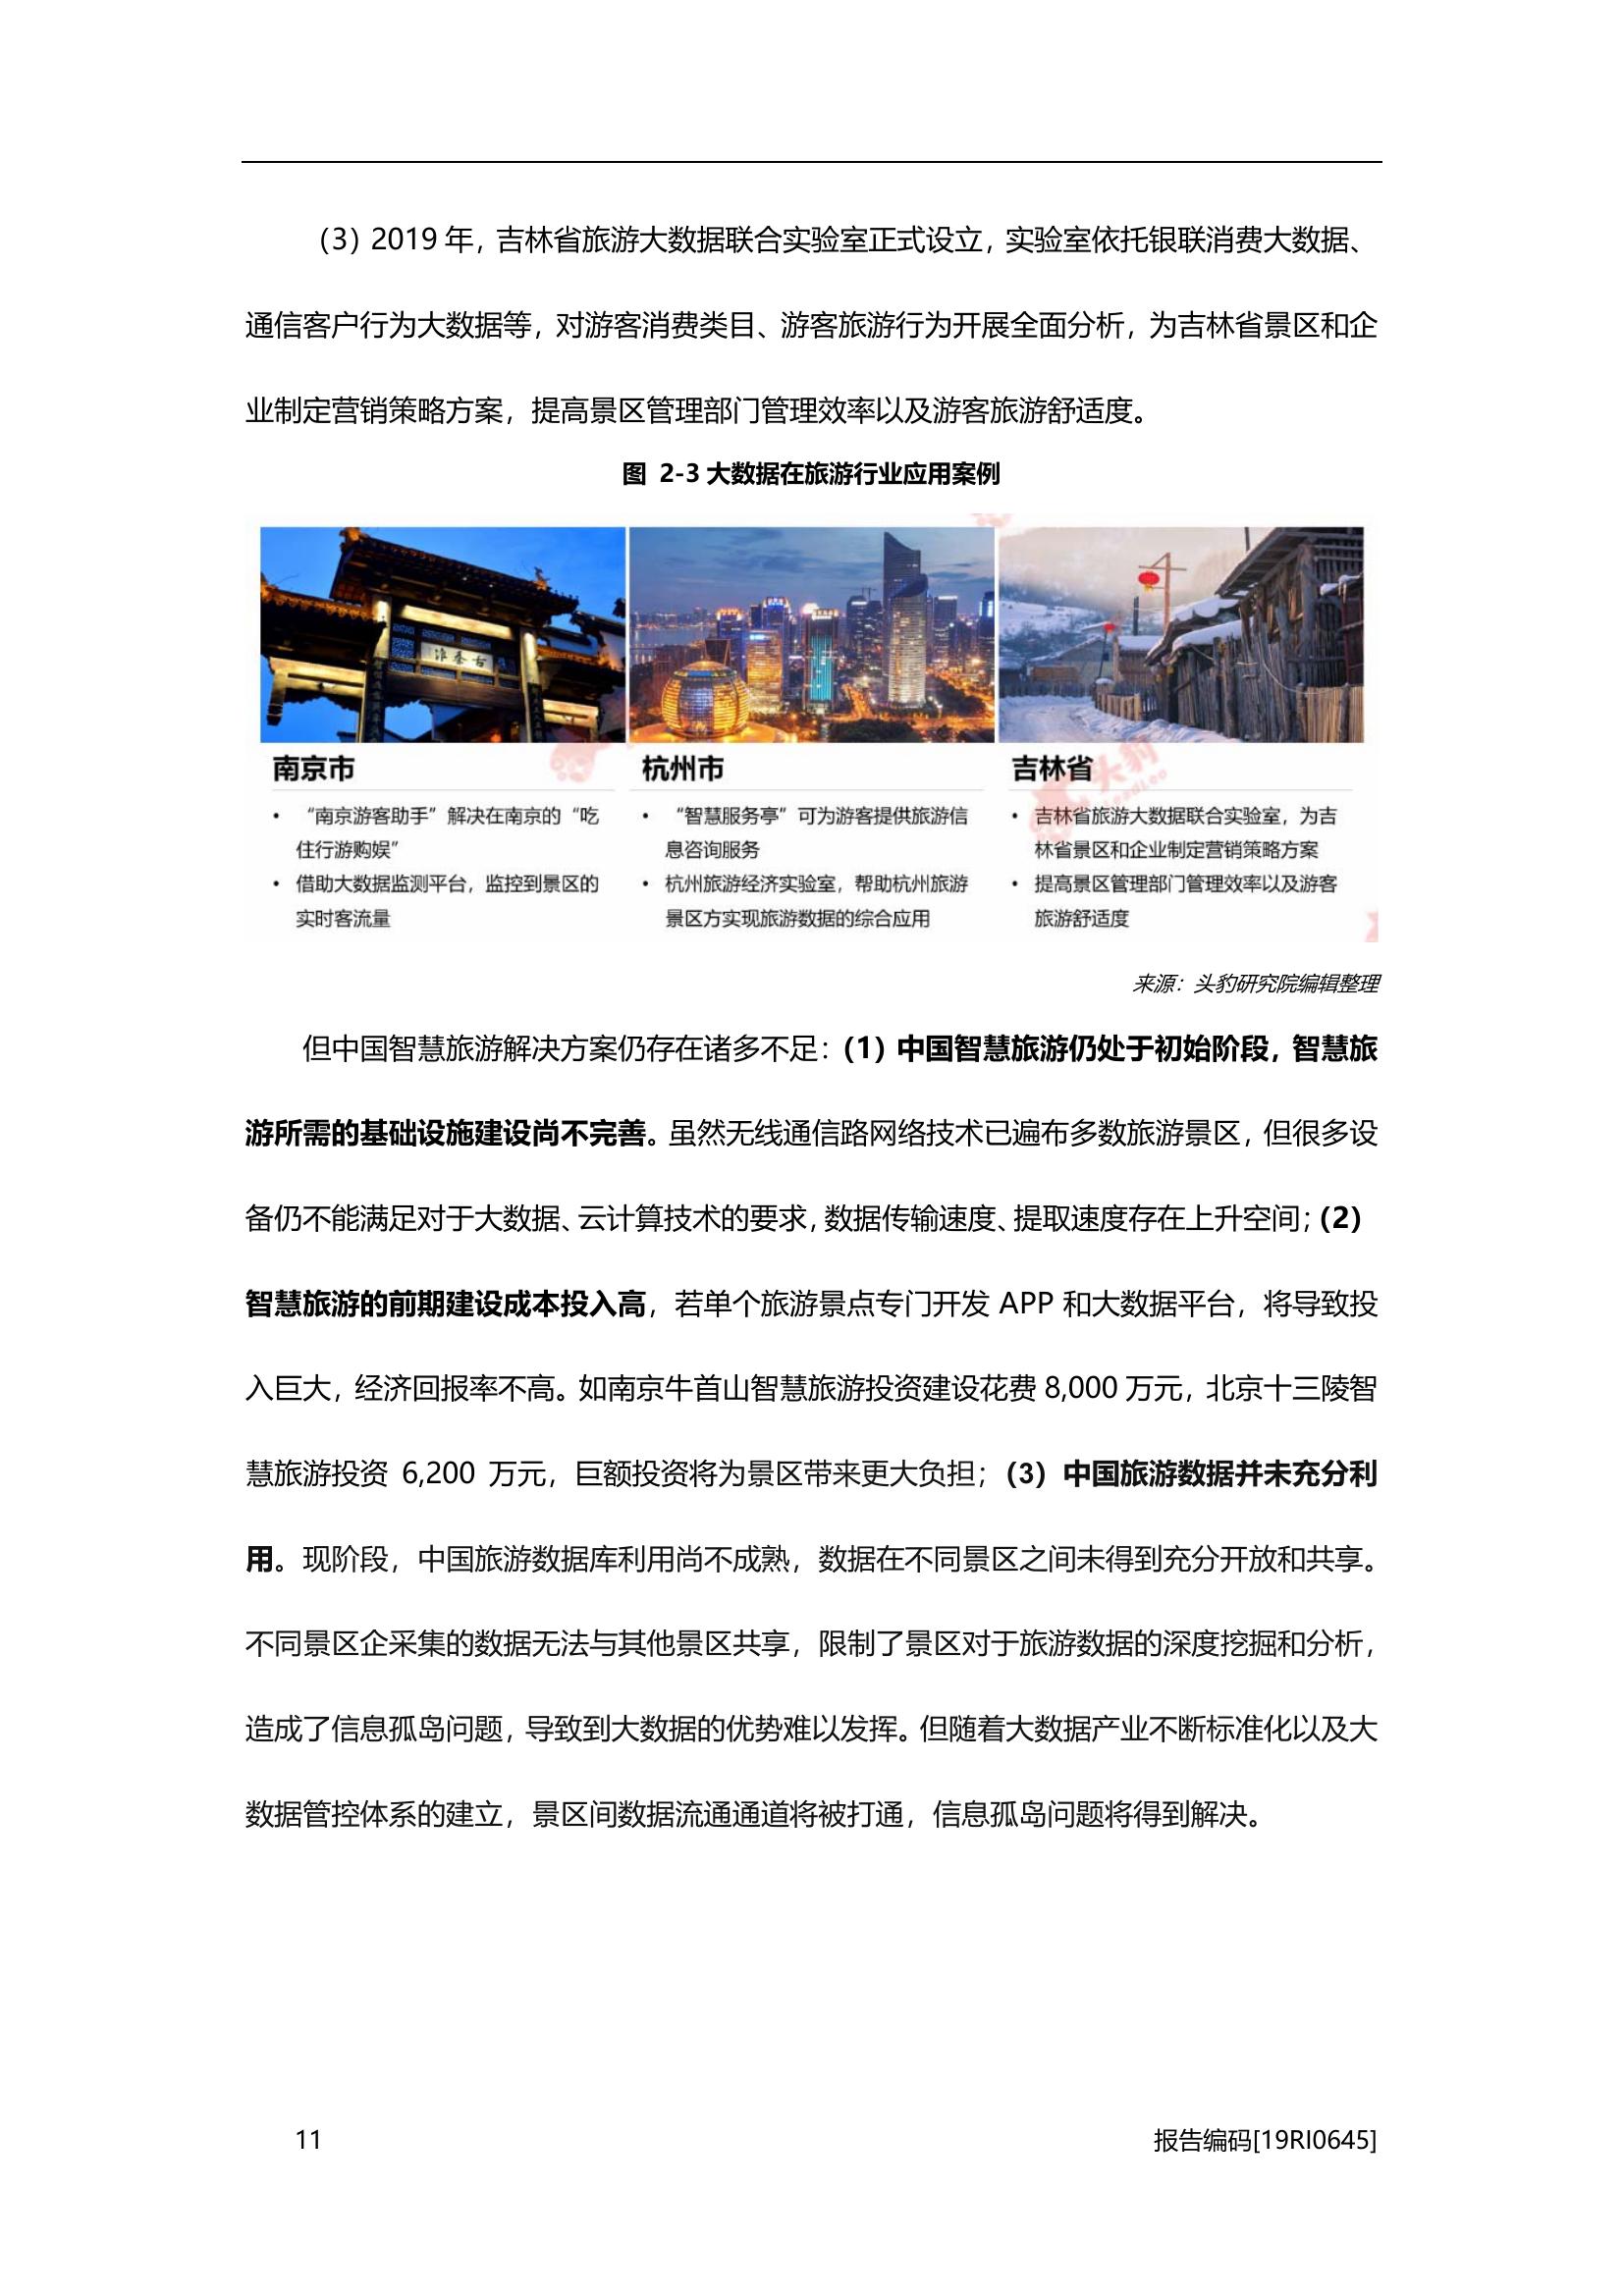 （3）2019 年，吉林省旅游大数据联合实验室正式设立，实验室依托银联消费大数据、
通信客户行为大数据等，对游客消费类目、游客旅游行为开展全面分析，为吉林省景区和企
业制定营销策略方案，提高景区管理部门管理效率以及游客旅游舒适度。
图 2-3 大数据在旅游行业应用案例
古秦淮
南京市
• “南京游客助手”解决在南京的“吃
住行游购娱”
• 借助大数据监测平台，监控到景区的
实时客流量
杭州市
• “智慧服务亭”可为游客提供旅游信
息咨询服务
• 杭州旅游经济实验室，帮助杭州旅游
景区方实现旅游数据的综合应用
吉林省
头豹
LeadLeo
• 吉林省旅游大数据联合实验室，为吉
林省景区和企业制定营销策略方案
• 提高景区管理部门管理效率以及游客
旅游舒适度
来源：头豹研究院编辑整理
但中国智慧旅游解决方案仍存在诸多不足：（1）中国智慧旅游仍处于初始阶段，智慧旅
游所需的基础设施建设尚不完善。虽然无线通信路网络技术已遍布多数旅游景区，但很多设
备仍不能满足对于大数据、云计算技术的要求，数据传输速度、提取速度存在上升空间；（2）
智慧旅游的前期建设成本投入高，若单个旅游景点专门开发 APP 和大数据平台，将导致投
入巨大，经济回报率不高。如南京牛首山智慧旅游投资建设花费 8,000 万元，北京十三陵智
慧旅游投资 6,200 万元，巨额投资将为景区带来更大负担；（3）中国旅游数据并未充分利
用。现阶段，中国旅游数据库利用尚不成熟，数据在不同景区之间未得到充分开放和共享。
不同景区企采集的数据无法与其他景区共享，限制了景区对于旅游数据的深度挖掘和分析，
造成了信息孤岛问题，导致到大数据的优势难以发挥。但随着大数据产业不断标准化以及大
数据管控体系的建立，景区间数据流通通道将被打通，信息孤岛问题将得到解决。
11
报告编码[19RI0645]